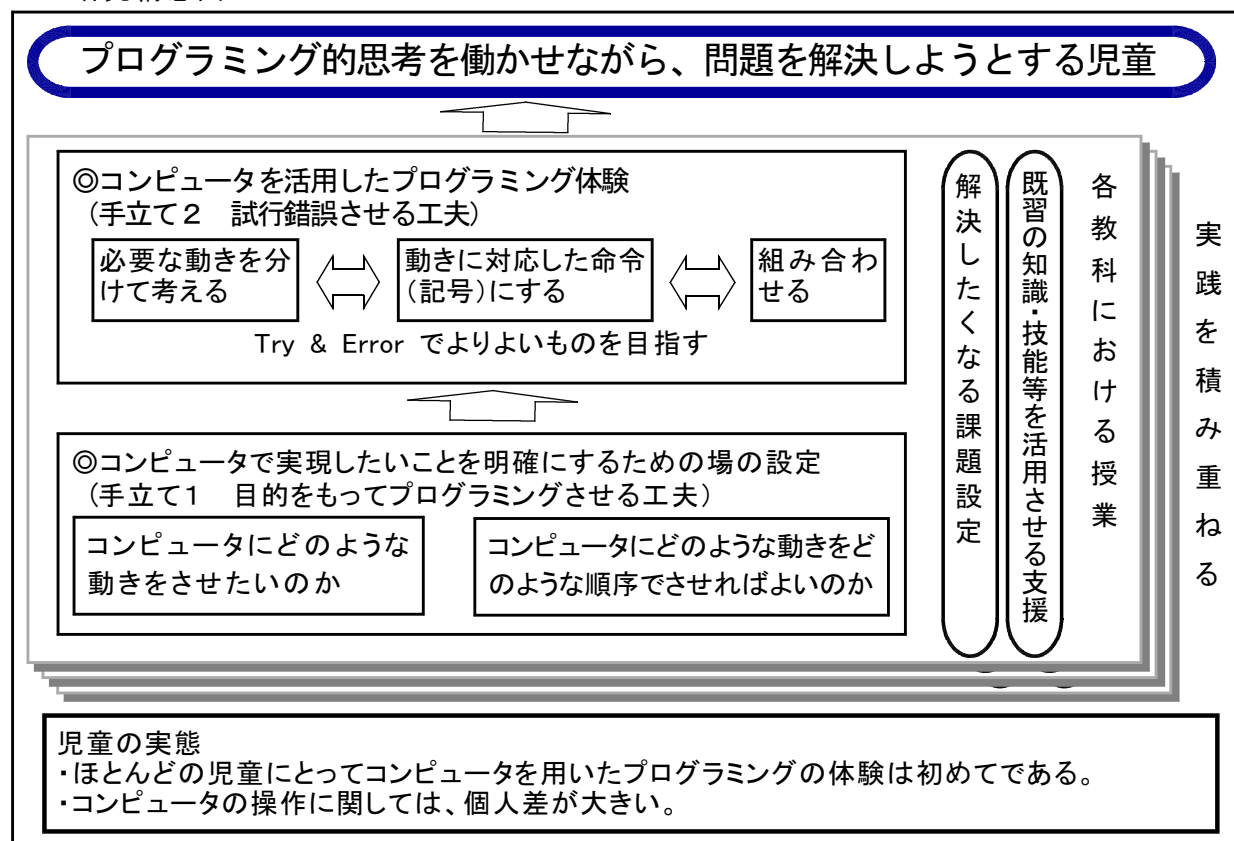 プログラミング的思考を働かせながら、問題を解決しようとする児童
◎コンピュータを活用したプログラミング体験
(手立て２　試行錯誤させる工夫)
必要な動きを分
けて考える
動きに対応した命令
(記号)にする
組み合わ
せる
Try & Error でよりよいものを目指す
◎コンピュータで実現したいことを明確にするための場の設定
(手立て１　目的をもってプログラミングさせる工夫)
コンピュータにどのような
動きをさせたいのか
コンピュータにどのような動きをど
のような順序でさせればよいのか
解決したくなる課題設定
既習の知識・技能等を活用させる支援
各教科における授業
実践を積み重ねる
児童の実態
・ほとんどの児童にとってコンピュータを用いたプログラミングの体験は初めてである。
・コンピュータの操作に関しては、個人差が大きい。